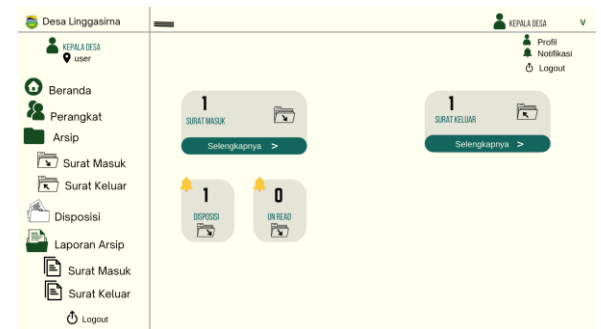 Desa Linggasirna
KEPALA DESA
v
KEPALA DESA
user
Profil
Notifikasi
Logout
Beranda
Perangkat
Arsip
Surat Masuk
Surat Keluar
Disposisi
Laporan Arsip
Surat Masuk
Surat Keluar
Logout
1
SURAT MASUK
Selengkapnya >
1
SURAT KELUAR
Selengkapnya >
1
DISPOSISI
0
UN READ